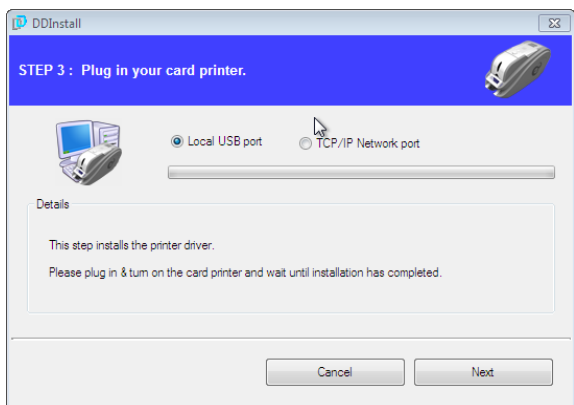 DDInstall
STEP 3 : Plug in your card printer.
Local USB port
TCP/IP Network port
Details
This step installs the printer driver.
Please plug in & turn on the card printer and wait until installation has completed.
Cancel
Next